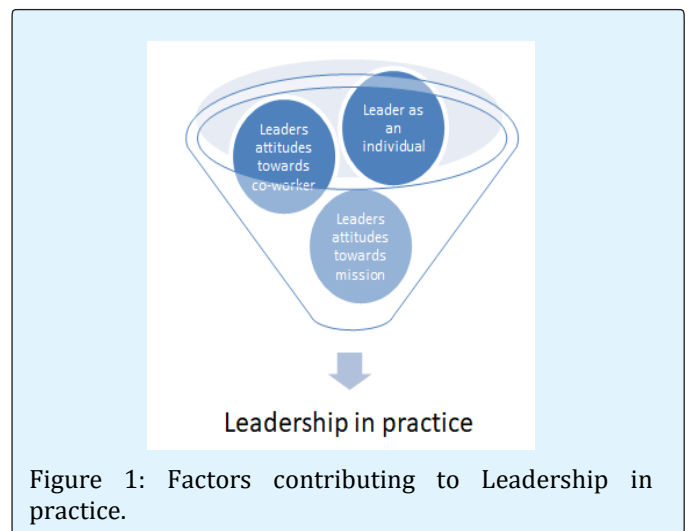 Leader as
an
individual
Leaders
attitudes
towards
co-worker
Leaders
attitudes
towards
mission
Leadership in practice
Figure 1: Factors contributing to Leadership in
practice.